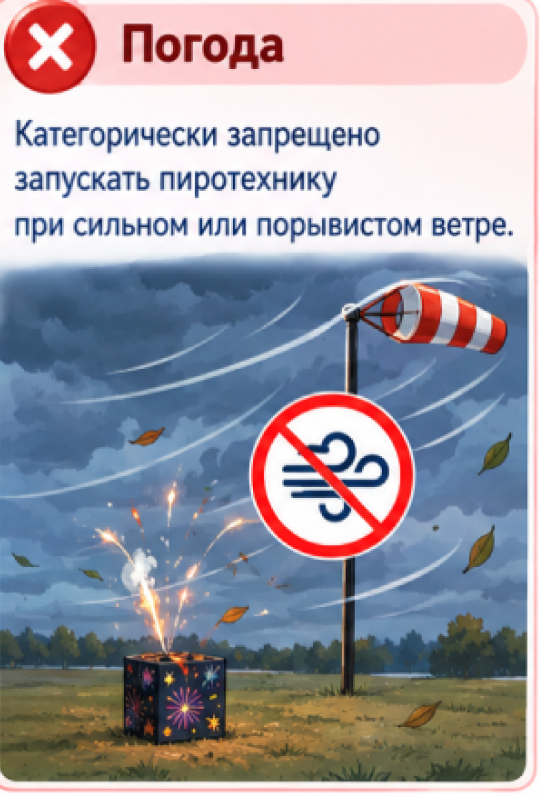 Погода
Категорически запрещено
запускать пиротехнику
при сильном или порывистом ветре.